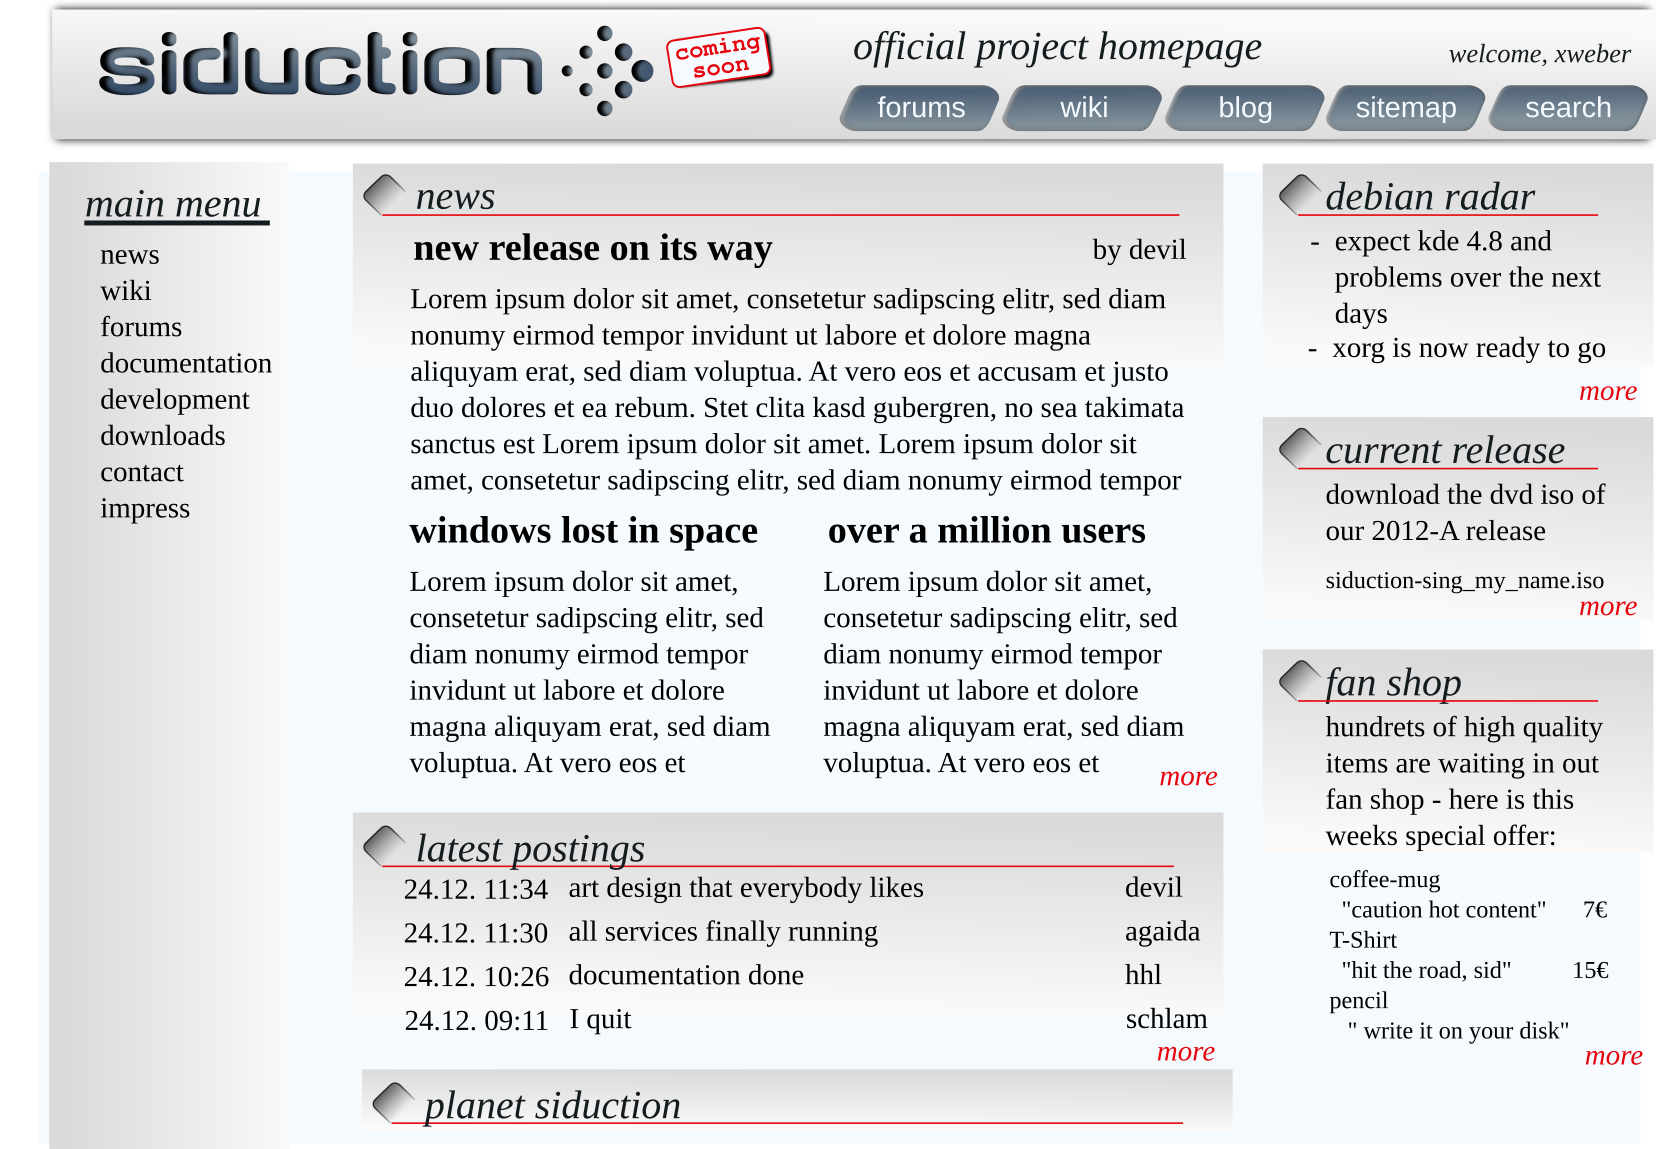 siduction
coming
soon
official project homepage
welcome, xweber
forums wiki blog sitemap search
main menu
news
wiki
forums
documentation
development
downloads
contact
impress
news
new release on its way by devil
Lorem ipsum dolor sit amet, consetetur sadipscing elitr, sed diam
nonumy eirmod tempor invidunt ut labore et dolore magna
aliquyam erat, sed diam voluptua. At vero eos et accusam et justo
duo dolores et ea rebum. Stet clita kasd gubergren, no sea takimata
sanctus est Lorem ipsum dolor sit amet. Lorem ipsum dolor sit
amet, consetetur sadipscing elitr, sed diam nonumy eirmod tempor
windows lost in space
Lorem ipsum dolor sit amet,
consetetur sadipscing elitr, sed
diam nonumy eirmod tempor
invidunt ut labore et dolore
magna aliquyam erat, sed diam
voluptua. At vero eos et
over a million users
Lorem ipsum dolor sit amet,
consetetur sadipscing elitr, sed
diam nonumy eirmod tempor
invidunt ut labore et dolore
magna aliquyam erat, sed diam
voluptua. At vero eos et
more
latest postings
24.12. 11:34 art design that everybody likes devil
24.12. 11:30 all services finally running agaida
24.12. 10:26 documentation done hhl
24.12. 09:11 I quit schlam
more
planet siduction
debian radar
- expect kde 4.8 and
problems over the next
days
- xorg is now ready to go
more
current release
download the dvd iso of
our 2012-A release
siduction-sing_my_name.iso
more
fan shop
hundrets of high quality
items are waiting in out
fan shop - here is this
weeks special offer:
coffee-mug
"caution hot content" 7€
T-Shirt
"hit the road, sid" 15€
pencil
" write it on your disk"
more